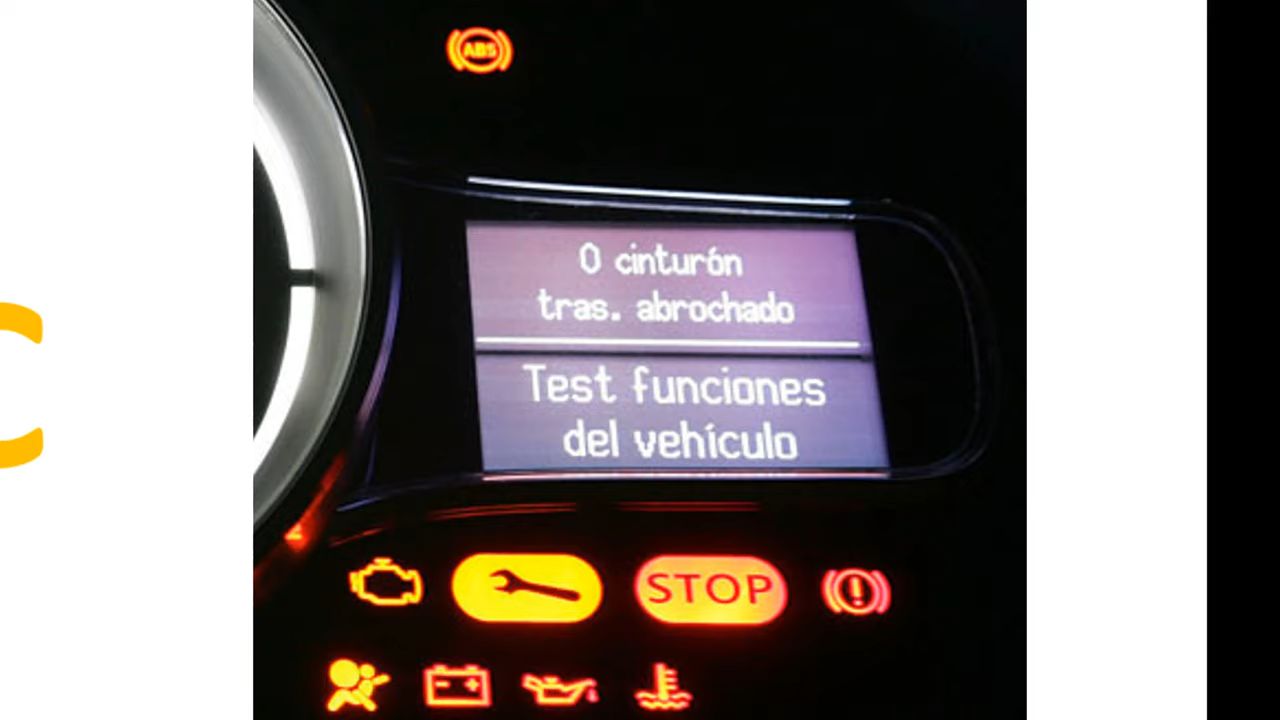 ABS
0 cinturón
tras. abrochado
Test funciones
del vehículo
STOP